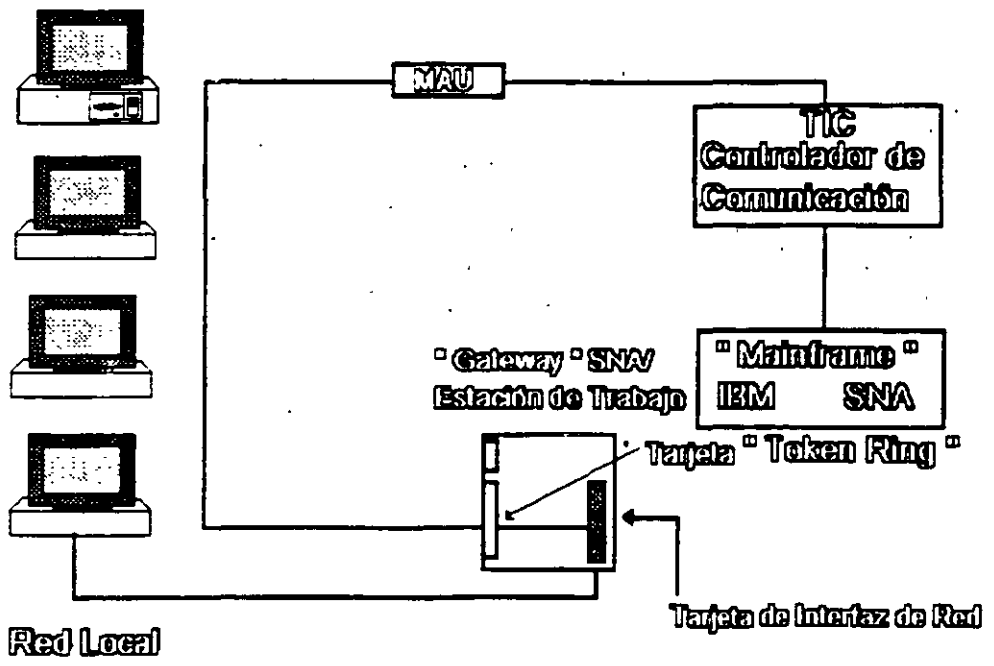 MAU
TIC
Controlador de
Comunicación
" Gateway " SNA/
Estación de Trabajo
" Mainframe "
IBM SNA
Tarjeta " Token Ring "
Tarjeta de Interfaz de Red
Red Local